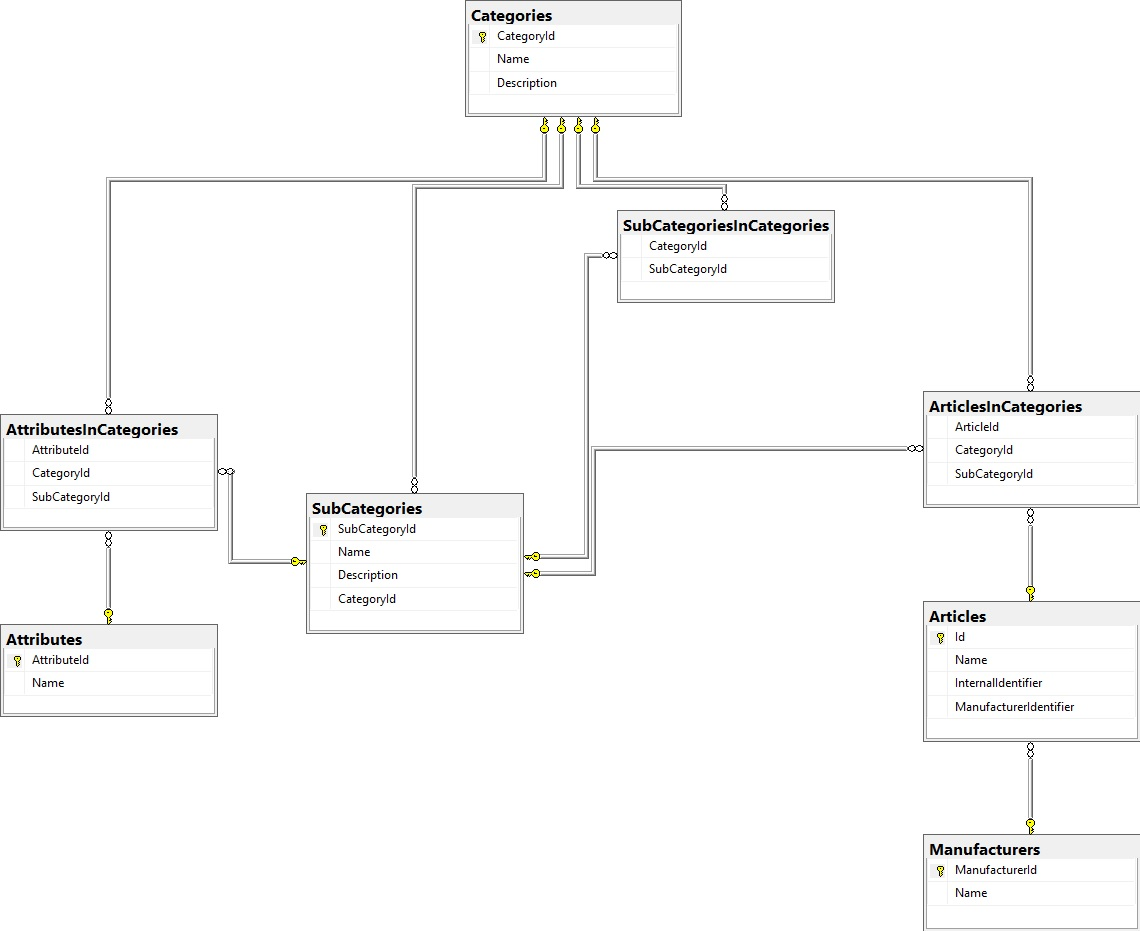 Categories
CategoryId
Name
Description
SubCategoriesInCategories
CategoryId
SubCategoryId
AttributesInCategories
AttributeId
CategoryId
SubCategoryId
ArticlesInCategories
ArticleId
CategoryId
SubCategoryId
SubCategories
SubCategoryId
Name
Description
CategoryId
Attributes
AttributeId
Name
Articles
Id
Name
InternalIdentifier
ManufacturerIdentifier
Manufacturers
ManufacturerId
Name